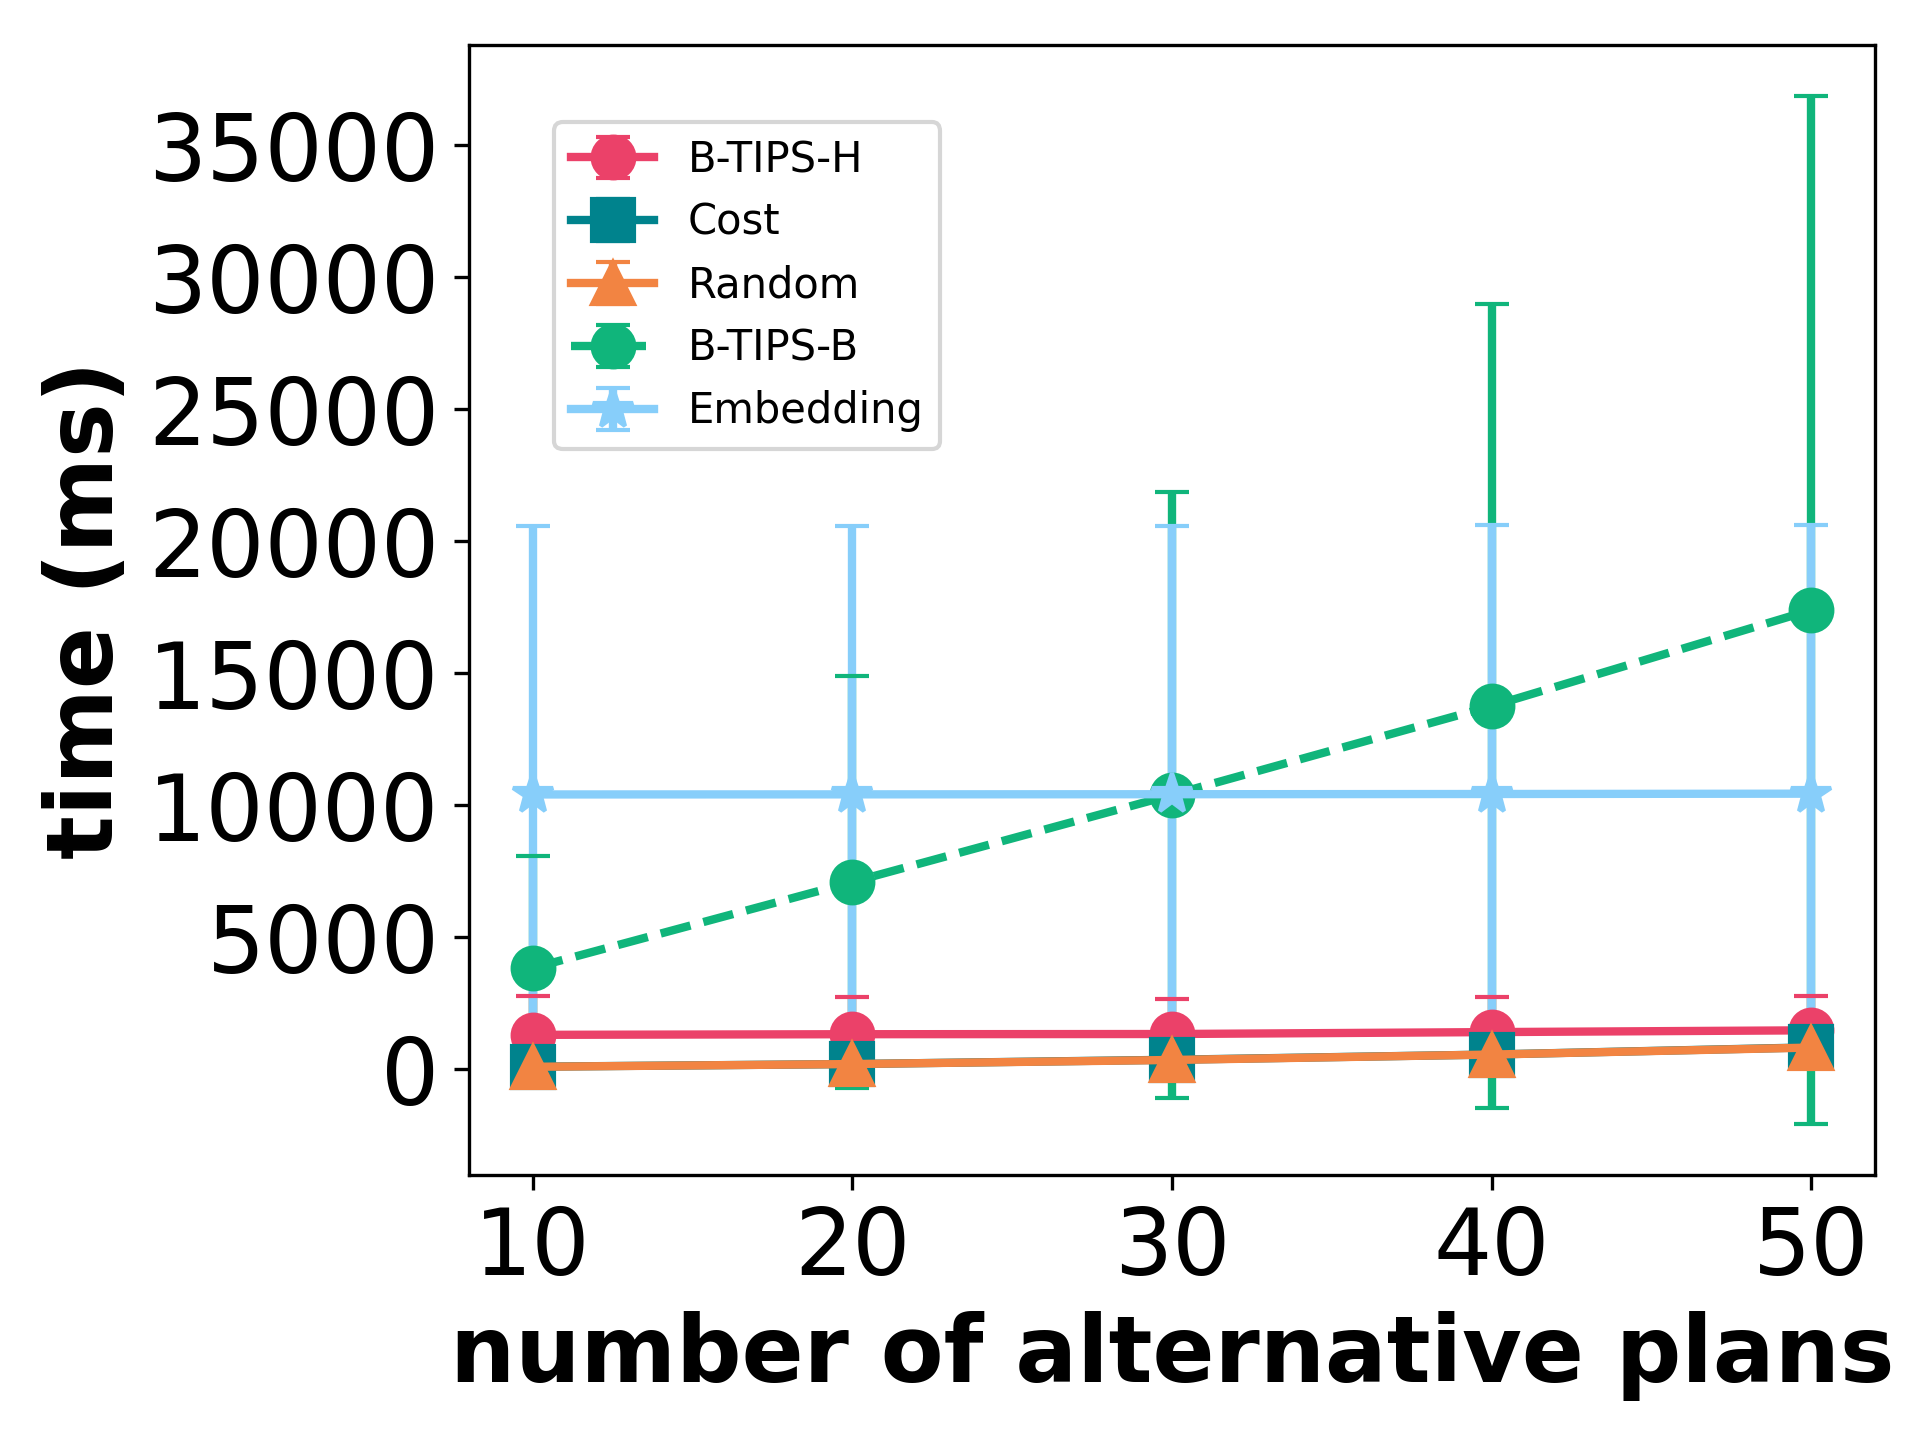 35000
30000
25000
20000
15000
10000
5000
0
time (ms)
B-TIPS-H
Cost
Random
B-TIPS-B
Embedding
10 20 30 40 50
number of alternative plans